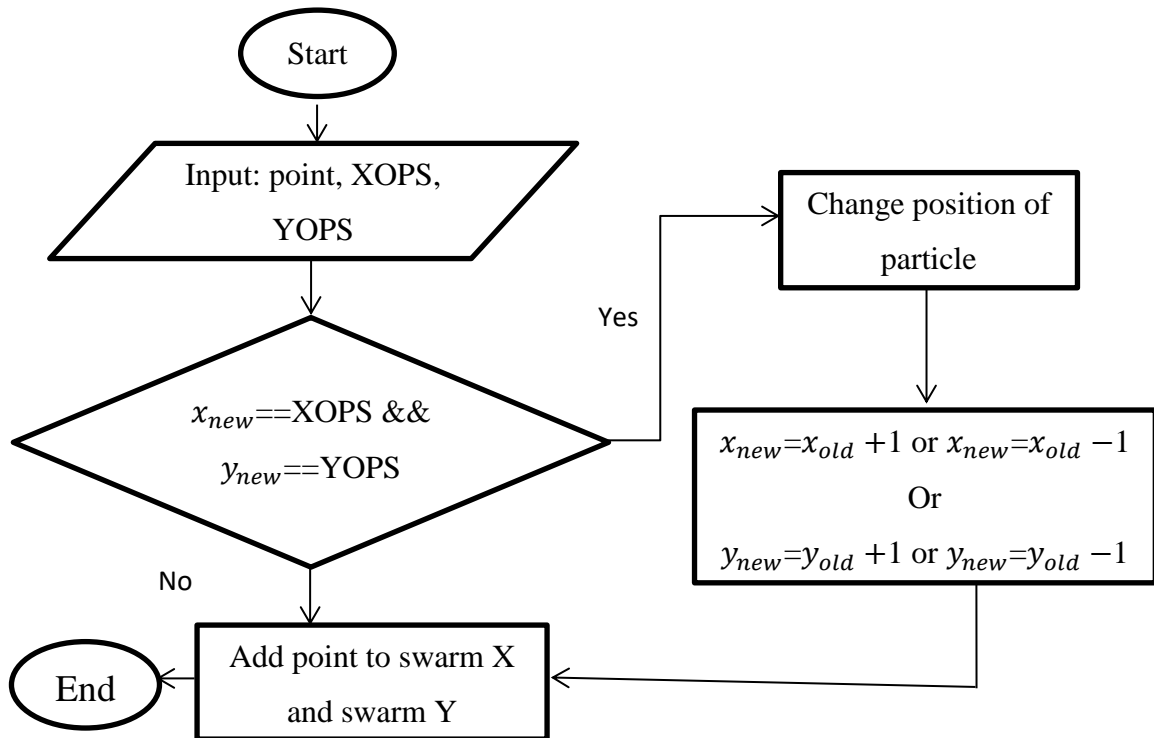 Start
Input: point, XOPS,
YOPS
Yes
x_new==XOPS &&
y_new==YOPS
No
Change position of
particle
x_new=x_old +1 or x_new=x_old −1
Or
y_new=y_old +1 or y_new=y_old −1
Add point to swarm X
and swarm Y
End